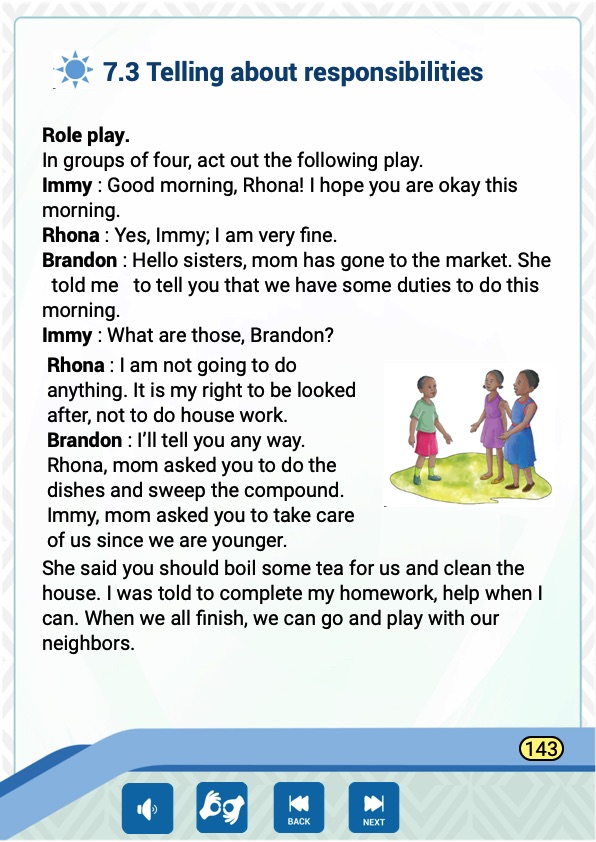 7.3 Telling about responsibilities
Role play.
In groups of four, act out the following play.
Immy : Good morning, Rhona! I hope you are okay this
morning.
Rhona : Yes, Immy; I am very fine.
Brandon : Hello sisters, mom has gone to the market. She
told me to tell you that we have some duties to do this
morning.
Immy : What are those, Brandon?
Rhona : I am not going to do
anything. It is my right to be looked
after, not to do house work.
Brandon : I’ll tell you any way.
Rhona, mom asked you to do the
dishes and sweep the compound.
Immy, mom asked you to take care
of us since we are younger.
She said you should boil some tea for us and clean the
house. I was told to complete my homework, help when I
can. When we all finish, we can go and play with our
neighbors.
143
BACK
NEXT